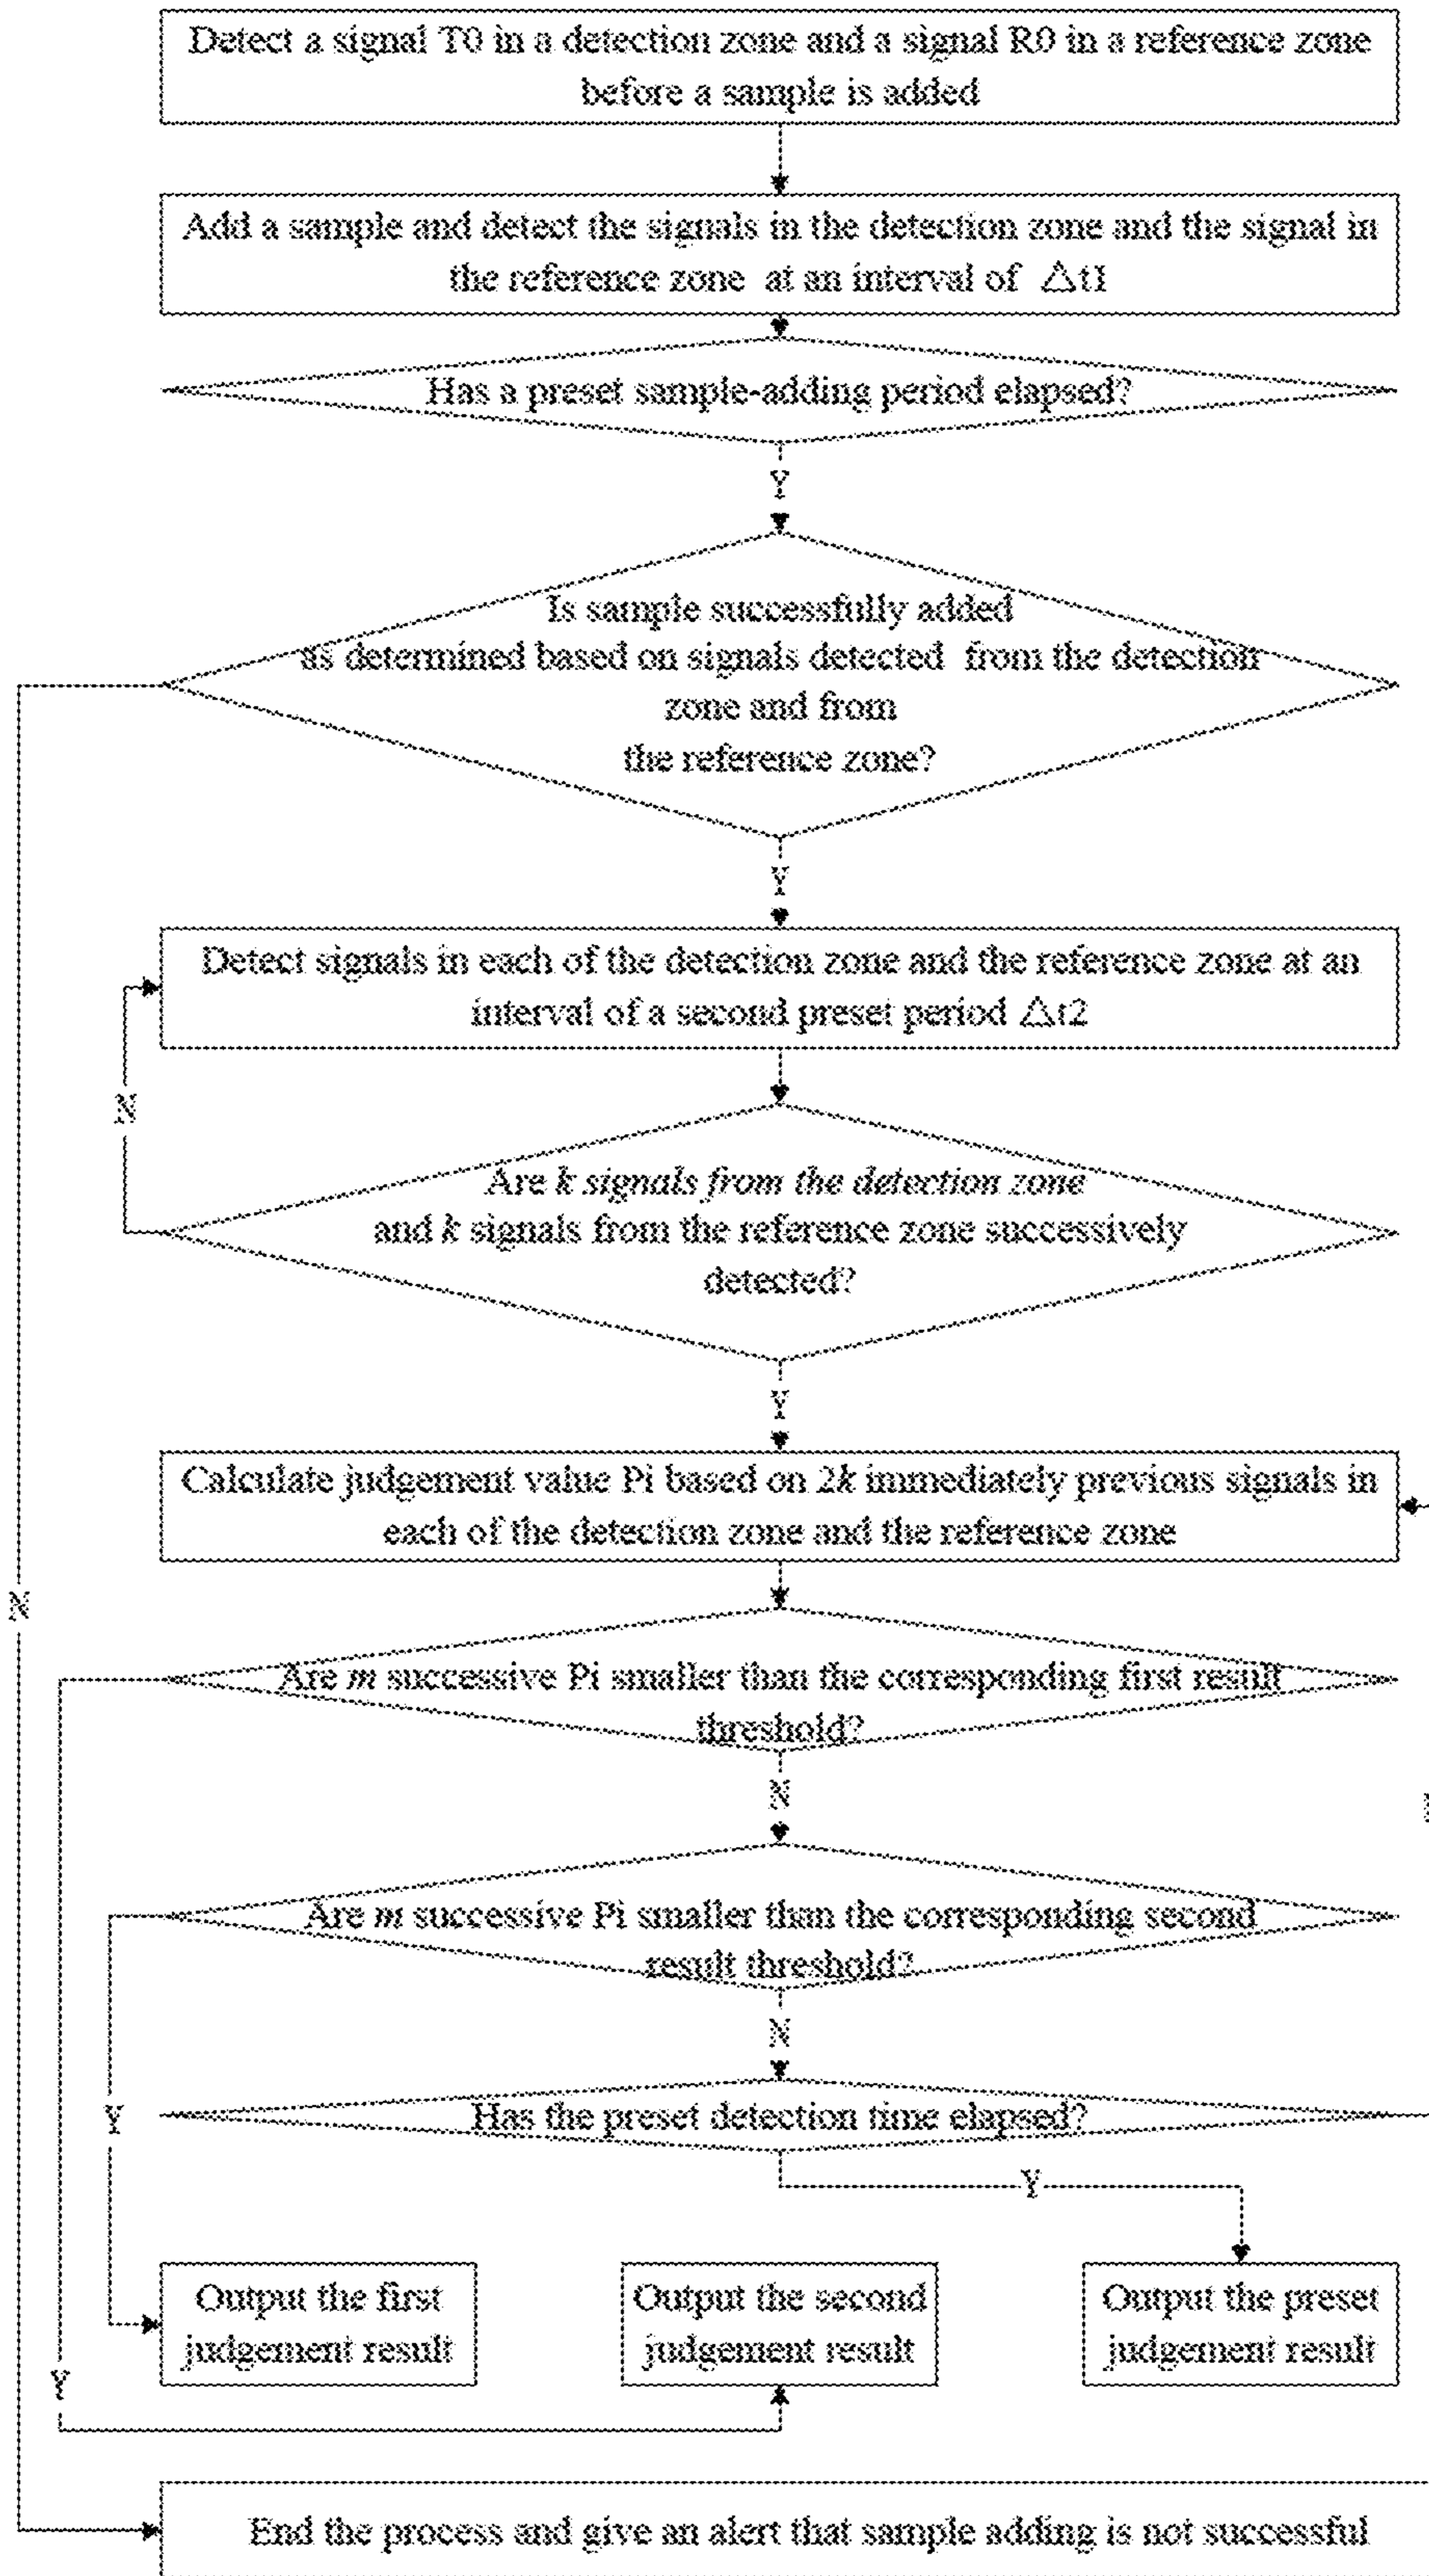 Detect a signal T0 in a detection zone and a signal R0 in a reference zone
before a sample is added
Add a sample and detect the signals in the detection zone and the signal in
the reference zone at an interval of △t1
Has a preset sample-adding period elapsed?
Y
Is sample successfully added
as determined based on signals detected from the detection
zone and from
the reference zone?
Y
Detect signals in each of the detection zone and the reference zone at an
interval of a second preset period △t2
N
Are k signals from the detection zone
and k signals from the reference zone successively
detected?
Y
Calculate judgement value Pi based on 2k immediately previous signals in
each of the detection zone and the reference zone
N
Are m successive Pi smaller than the corresponding first result
threshold?
N
Are m successive Pi smaller than the corresponding second
result threshold?
N
Y
Has the preset detection time elapsed?
Y
Output the first
judgement result
Output the second
judgement result
Output the preset
judgement result
Y
End the process and give an alert that sample adding is not successful